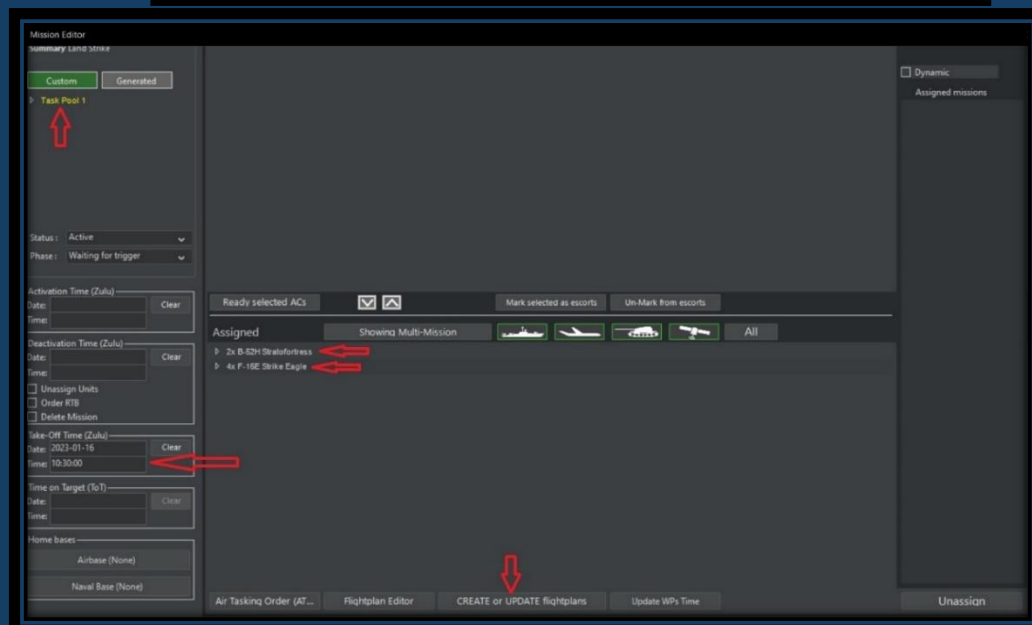 Mission Editor
Summary Land Strike
Custom Generated
Task Pool 1
Status : Active
Phase : Waiting for trigger
Activation Time (Zulu)
Date: Clear
Time:
Deactivation Time (Zulu)
Date: Clear
Time:
Unassign Units
Order RTB
Delete Mission
Take-Off Time (Zulu)
Date: 2023-01-16 Clear
Time: 10:30:00
Time on Target (ToT)
Date: Clear
Time:
Home bases
Airbase (None)
Naval Base (None)
Ready selected ACs Mark selected as escorts Un-Mark from escorts
Assigned Showing Multi-Mission All
2x B-52H Stratofortress
4x F-15E Strike Eagle
Air Tasking Order (AT... Flightplan Editor CREATE or UPDATE flightplans Update WPs Time
Dynamic
Assigned missions
Unassign